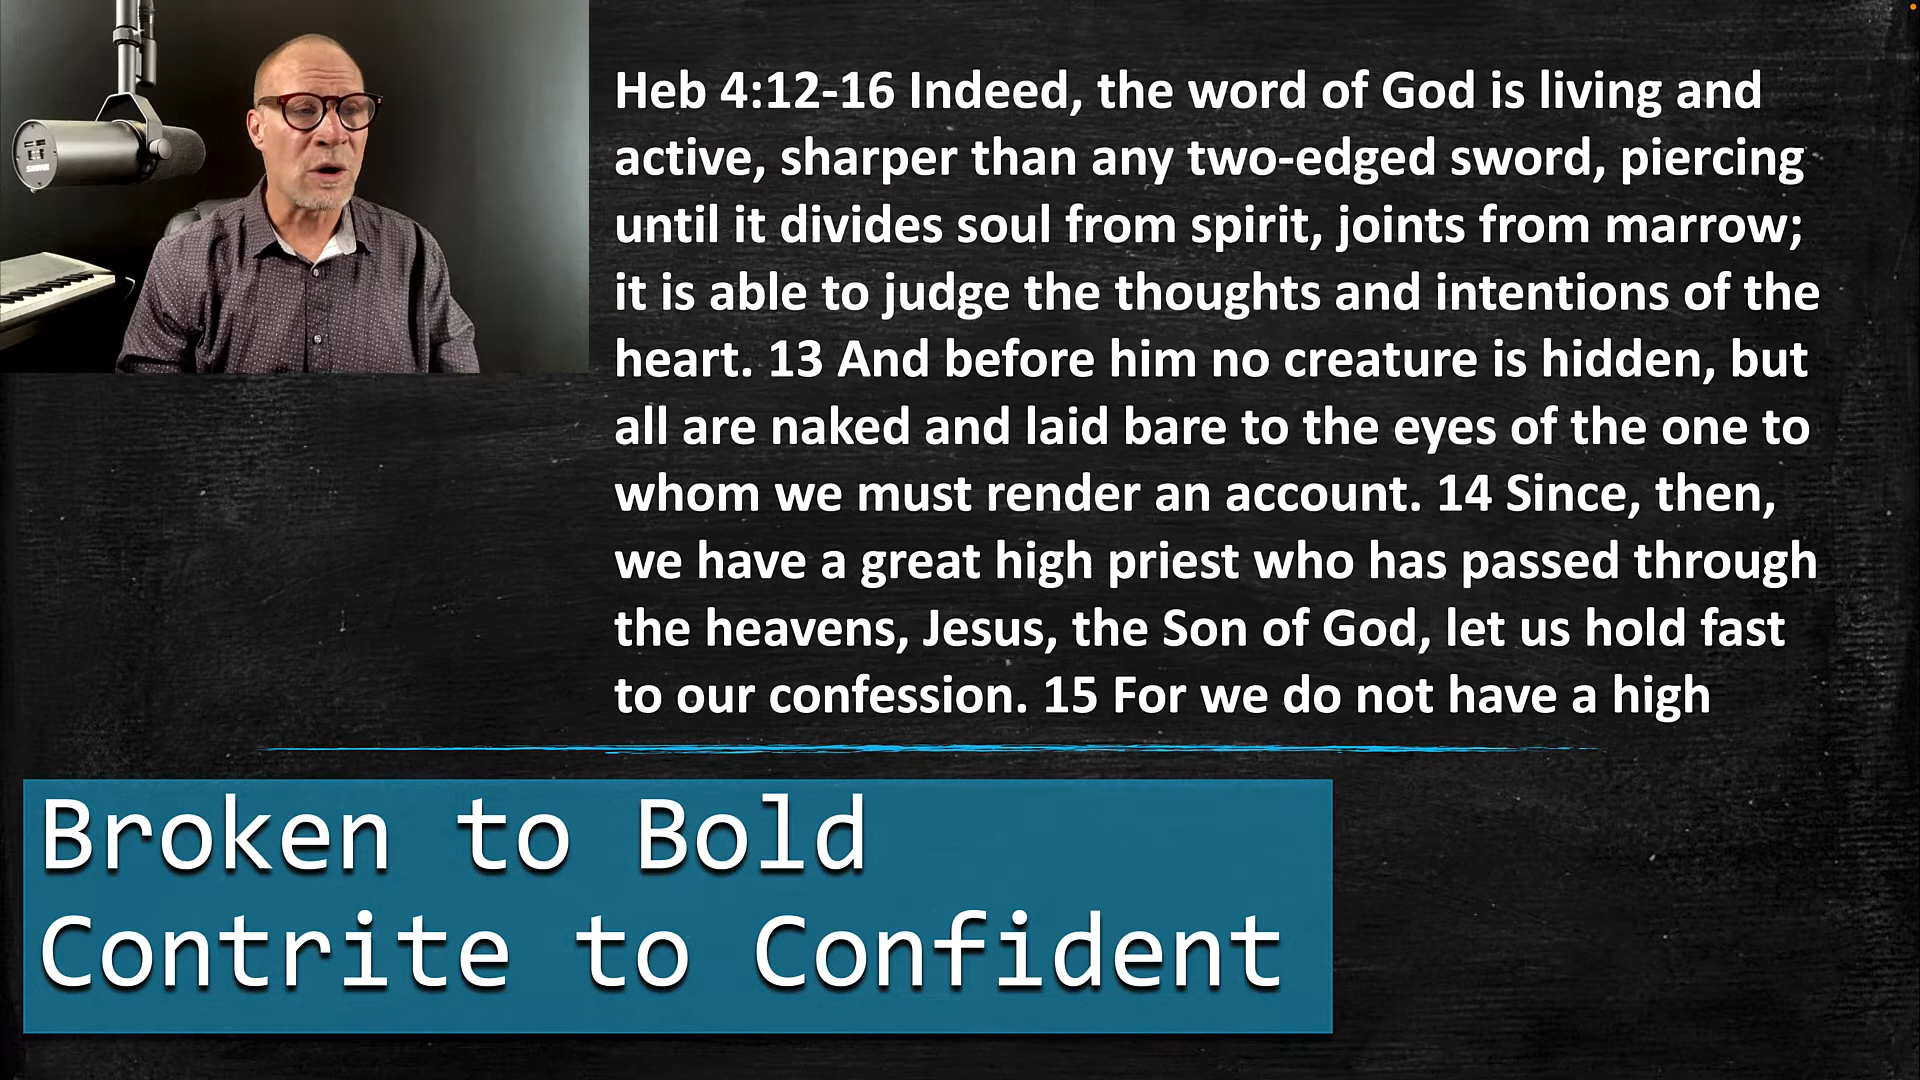 Heb 4:12-16 Indeed, the word of God is living and
active, sharper than any two-edged sword, piercing
until it divides soul from spirit, joints from marrow;
it is able to judge the thoughts and intentions of the
heart. 13 And before him no creature is hidden, but
all are naked and laid bare to the eyes of the one to
whom we must render an account. 14 Since, then,
we have a great high priest who has passed through
the heavens, Jesus, the Son of God, let us hold fast
to our confession. 15 For we do not have a high
Broken to Bold
Contrite to Confident